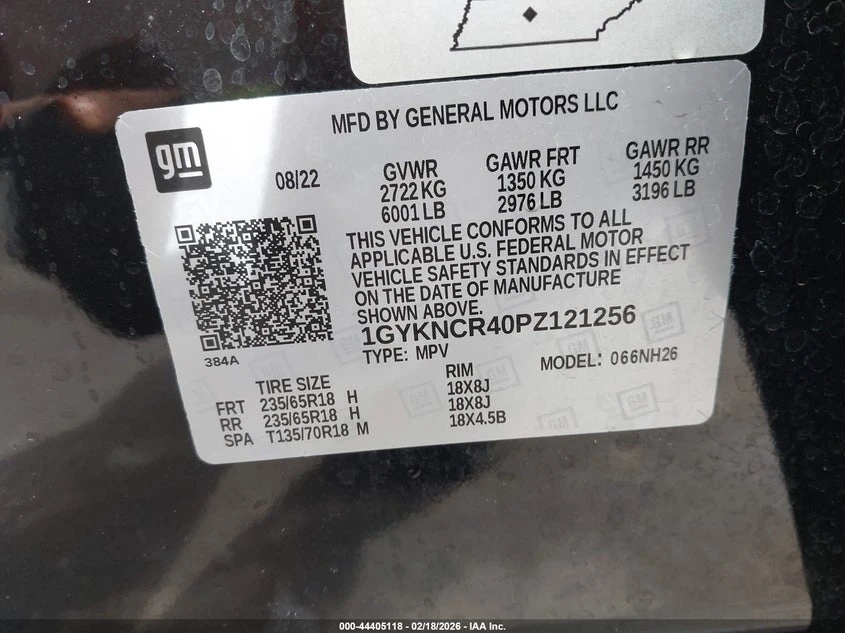 MFD BY GENERAL MOTORS LLC
gm
08/22
GVWR
2722 KG
6001 LB
GAWR FRT
1350 KG
2976 LB
GAWR RR
1450 KG
3196 LB
THIS VEHICLE CONFORMS TO ALL
APPLICABLE U.S. FEDERAL MOTOR
VEHICLE SAFETY STANDARDS IN EFFECT
ON THE DATE OF MANUFACTURE
SHOWN ABOVE.
1GYKNCR40PZ121256
TYPE: MPV
MODEL: 066NH26
384A
TIRE SIZE RIM
FRT 235/65R18 H 18X8J
RR 235/65R18 H 18X8J
SPA T135/70R18 M 18X4.5B
000-44405118 - 02/18/2026 - IAA Inc.